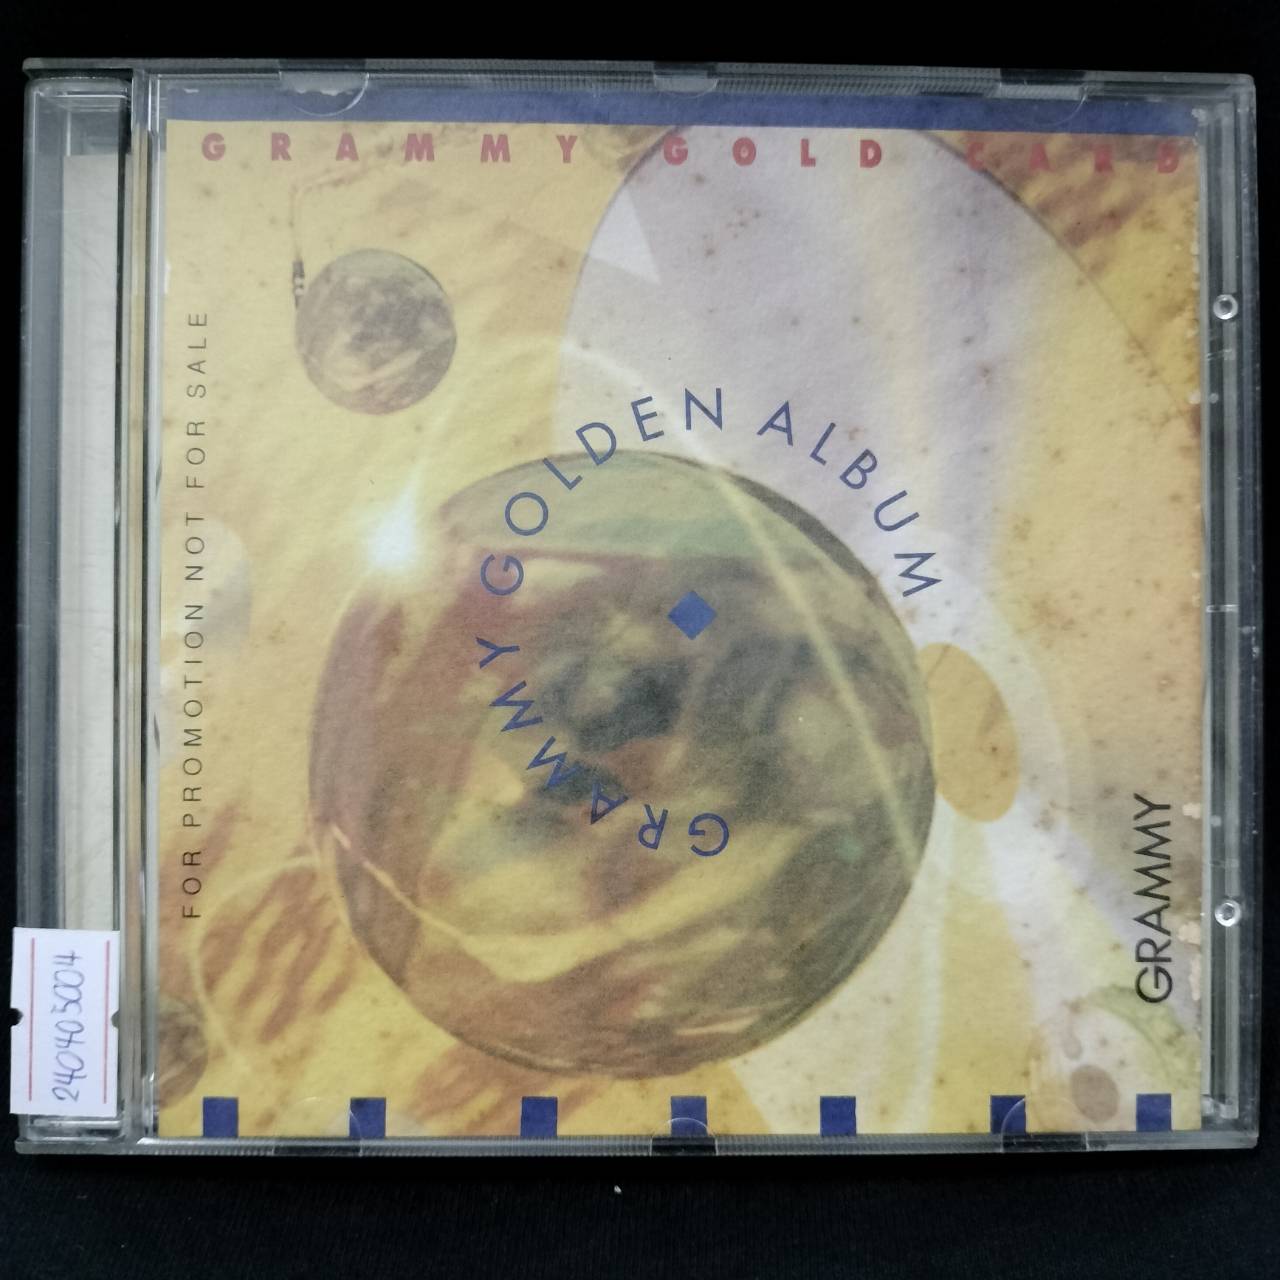 GRAMMY GOLD CARD
FOR PROMOTION NOT FOR SALE
GRAMMY GOLDEN ALBUM
GRAMMY
240405004